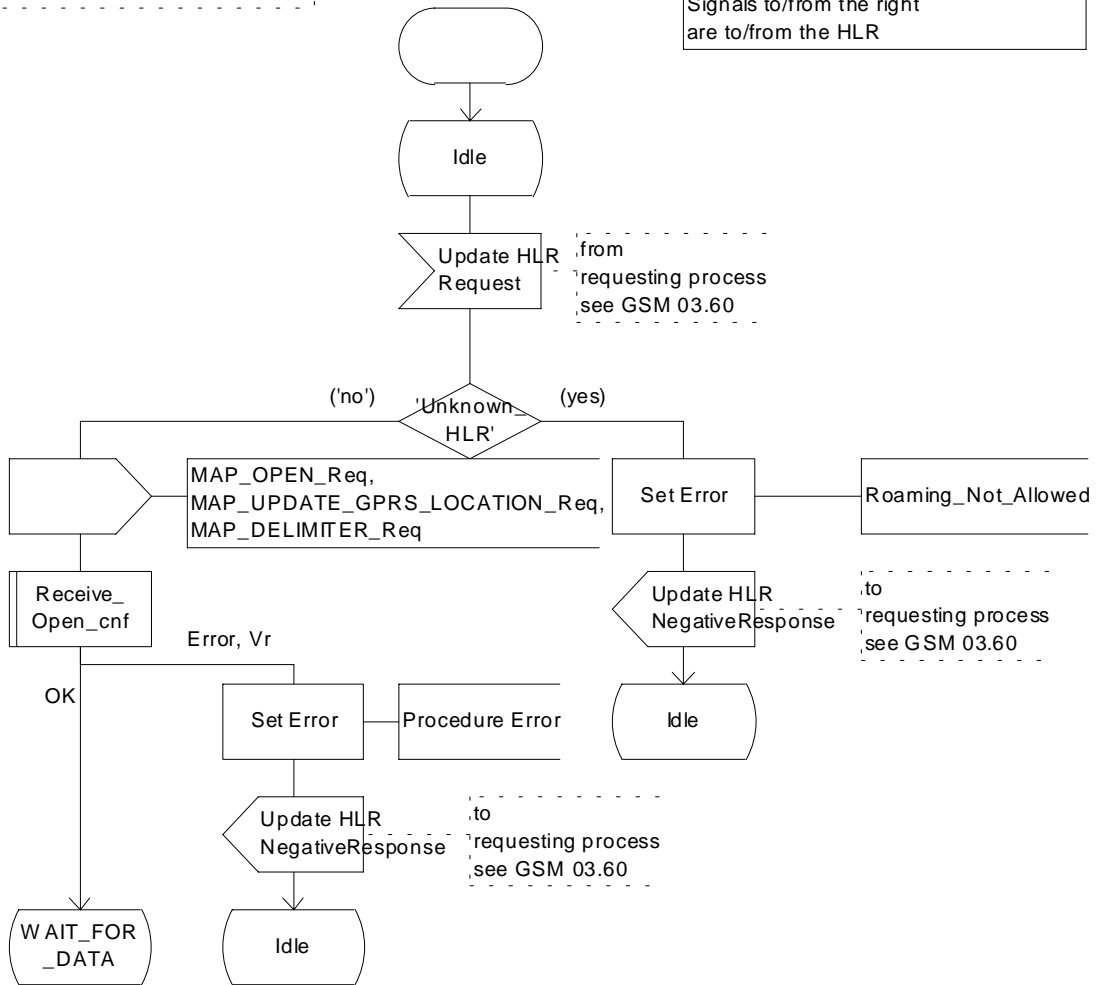 Signals to/from the right
are to/from the HLR
Idle
Update HLR
Request
from
requesting process
see GSM 03.60
('no')
'Unknown_
HLR'
(yes)
MAP_OPEN_Req,
MAP_UPDATE_GPRS_LOCATION_Req,
MAP_DELIMITER_Req
Set Error
Roaming_Not_Allowed
Receive_
Open_cnf
Update HLR
NegativeResponse
to
requesting process
see GSM 03.60
Error, Vr
OK
Set Error
Procedure Error
Idle
Update HLR
NegativeResponse
to
requesting process
see GSM 03.60
WAIT_FOR
_DATA
Idle